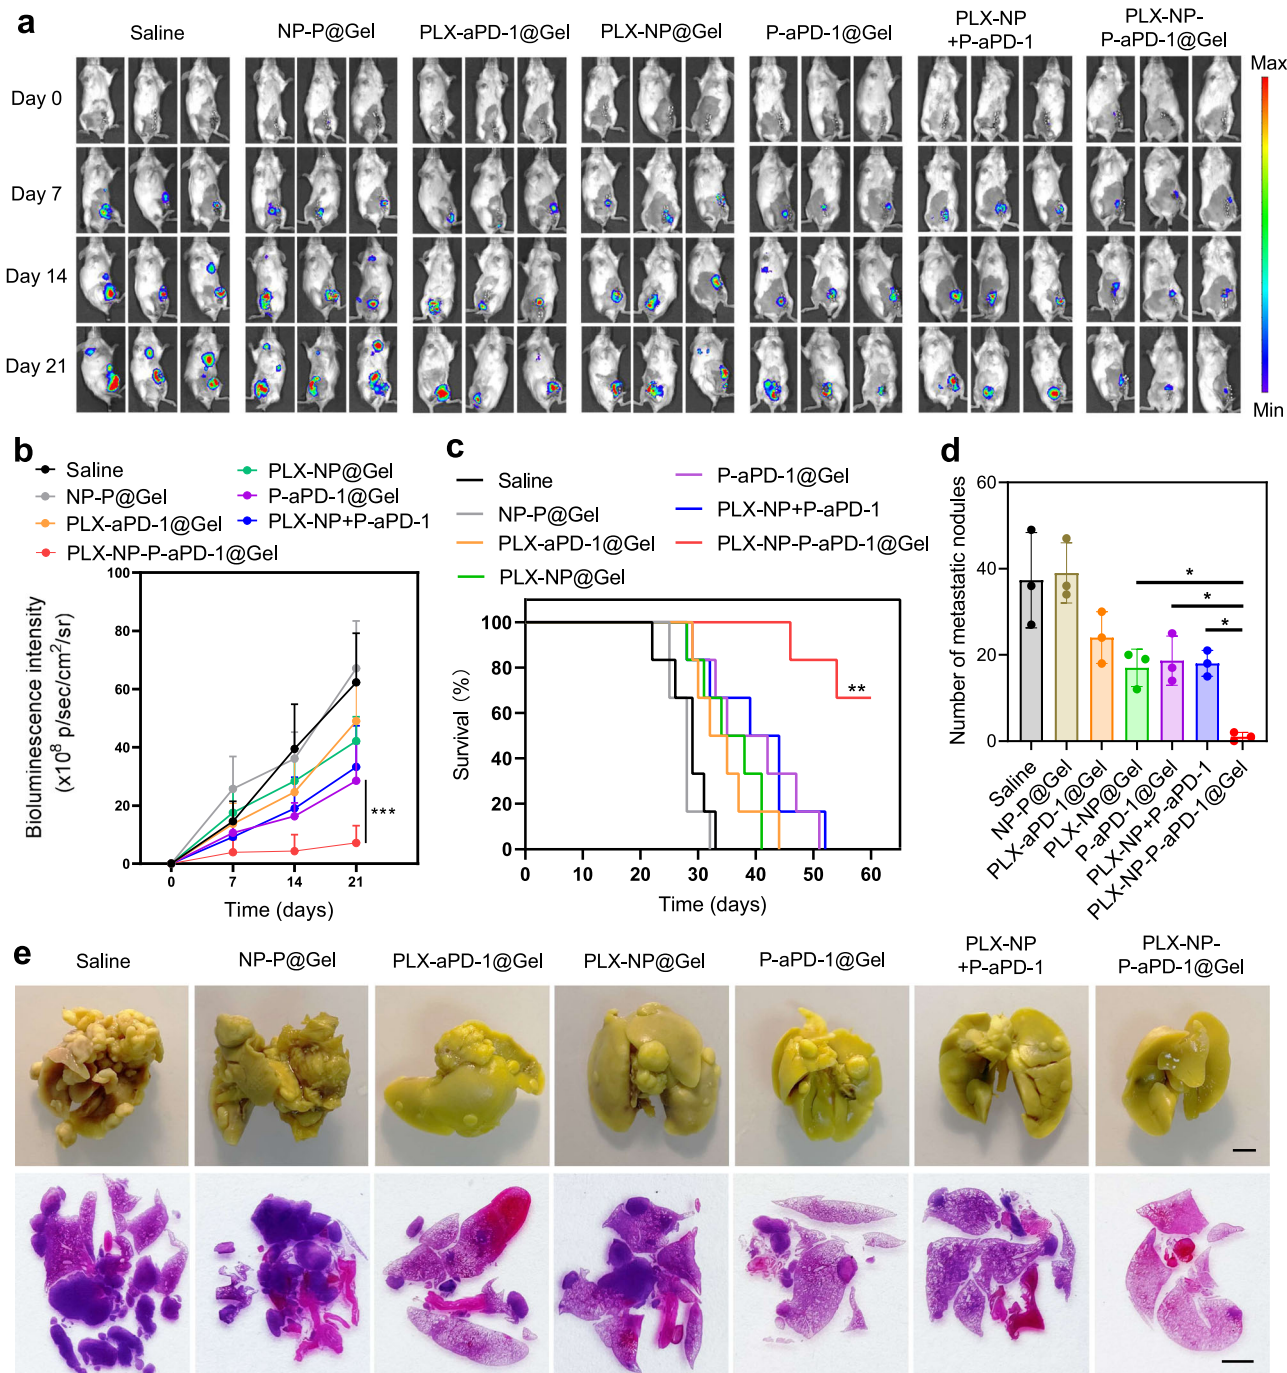 a
Saline
NP-P@Gel
PLX-aPD-1@Gel
PLX-NP@Gel
P-aPD-1@Gel
PLX-NP
+P-aPD-1
PLX-NP-
P-aPD-1@Gel
Max
Day 0
Day 7
Day 14
Day 21
Min
b
Saline
NP-P@Gel
PLX-aPD-1@Gel
PLX-NP@Gel
P-aPD-1@Gel
PLX-NP+P-aPD-1
PLX-NP-P-aPD-1@Gel
Bioluminescence intensity
(x10⁸ p/sec/cm²/sr)
100
80
60
40
20
0
***
0 7 14 21
Time (days)
c
Saline
NP-P@Gel
PLX-aPD-1@Gel
PLX-NP@Gel
P-aPD-1@Gel
PLX-NP+P-aPD-1
PLX-NP-P-aPD-1@Gel
Survival (%)
100
80
60
40
20
0
**
0 10 20 30 40 50 60
Time (days)
d
Number of metastatic nodules
60
40
20
0
*
*
*
Saline
NP-P@Gel
PLX-aPD-1@Gel
PLX-NP@Gel
P-aPD-1@Gel
PLX-NP+P-aPD-1
PLX-NP-P-aPD-1@Gel
e
Saline
NP-P@Gel
PLX-aPD-1@Gel
PLX-NP@Gel
P-aPD-1@Gel
PLX-NP
+P-aPD-1
PLX-NP-
P-aPD-1@Gel